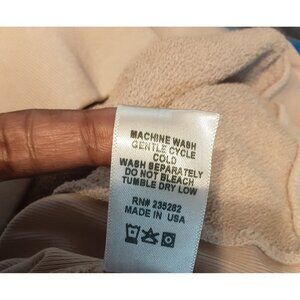 MACHINE WASH
GENTLE CYCLE
COLD
WASH SEPARATELY
DO NOT BLEACH
TUMBLE DRY LOW
RN# 235282
MADE IN USA